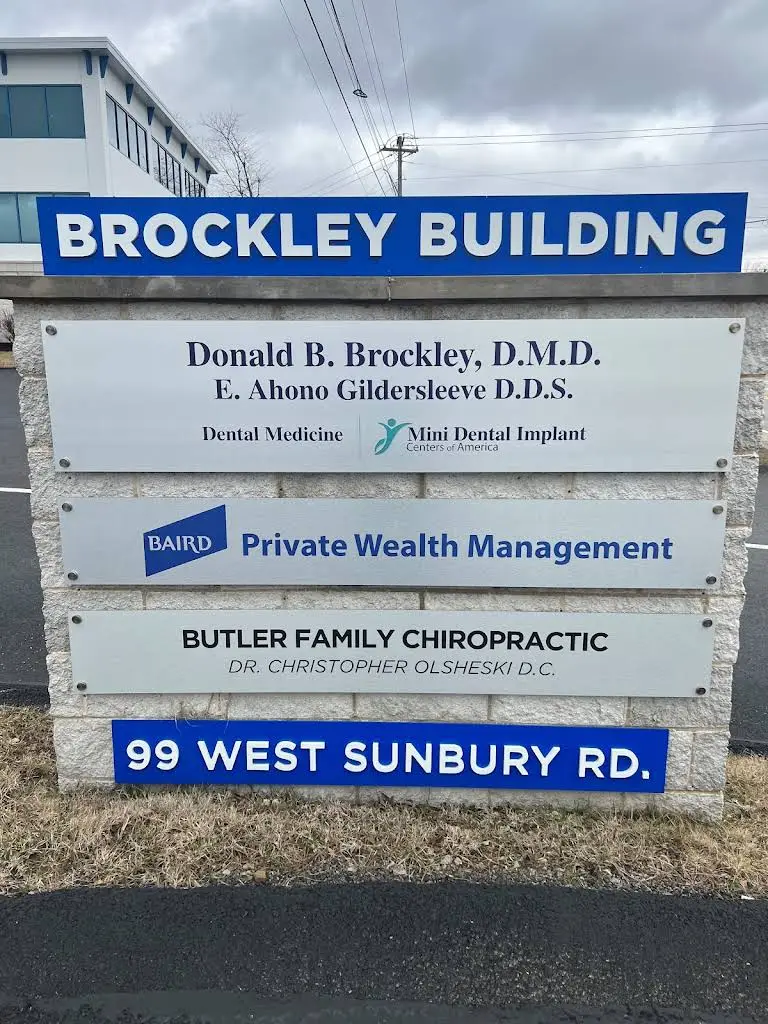 BROCKLEY BUILDING
Donald B. Brockley, D.M.D.
E. Ahono Gildersleeve D.D.S.
Dental Medicine Mini Dental Implant
Centers of America
BAIRD Private Wealth Management
BUTLER FAMILY CHIROPRACTIC
DR. CHRISTOPHER OLSHESKI D.C.
99 WEST SUNBURY RD.